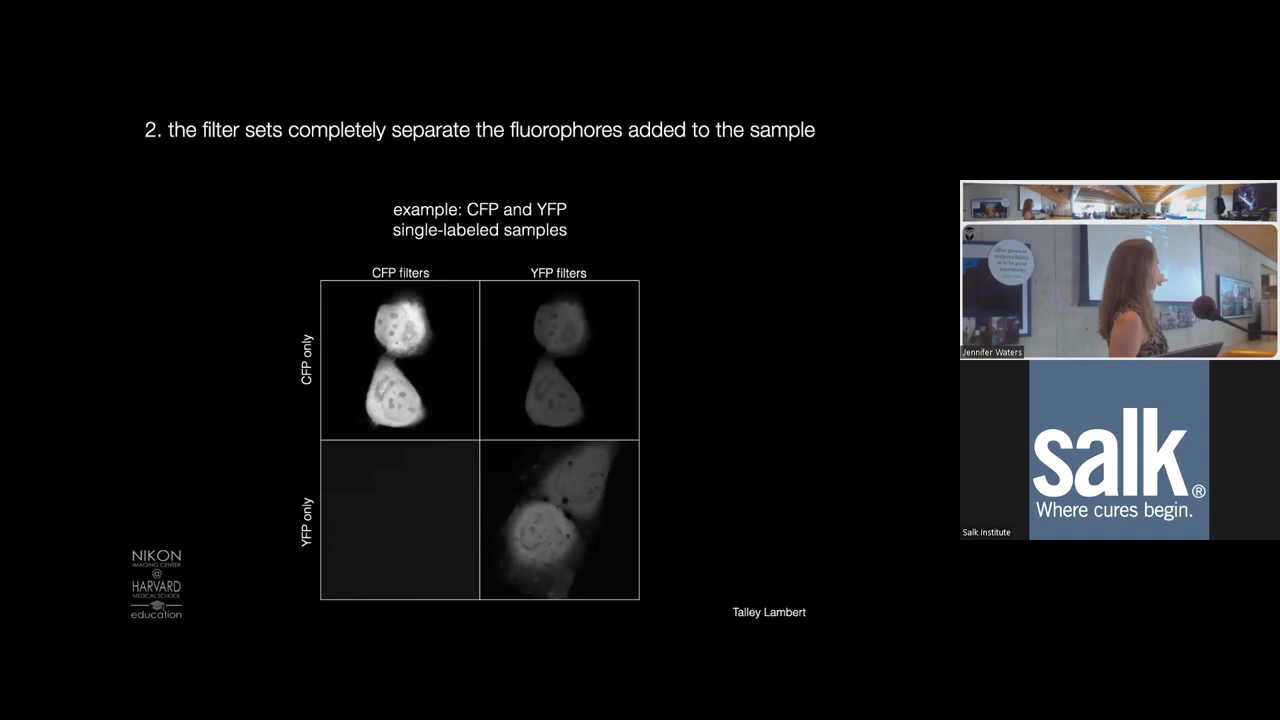 2. the filter sets completely separate the fluorophores added to the sample
example: CFP and YFP
single-labeled samples
CFP filters
YFP filters
CFP only
YFP only
NIKON
IMAGING CENTER
@
HARVARD
MEDICAL SCHOOL
education
Talley Lambert
Jennifer Waters
salk®
Where cures begin.
Salk Institute